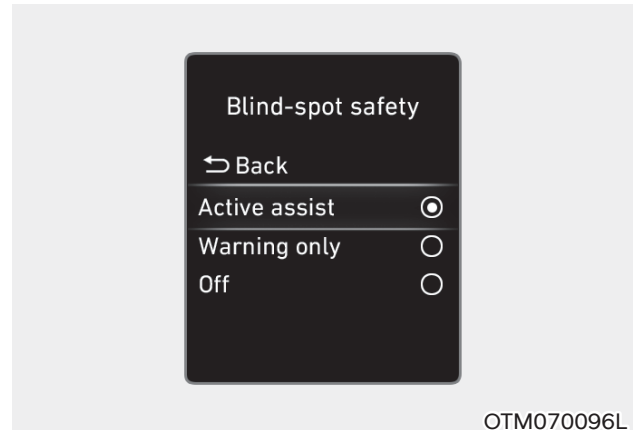 Blind-spot safety
Back
Active assist
Warning only
Off
OTM070096L